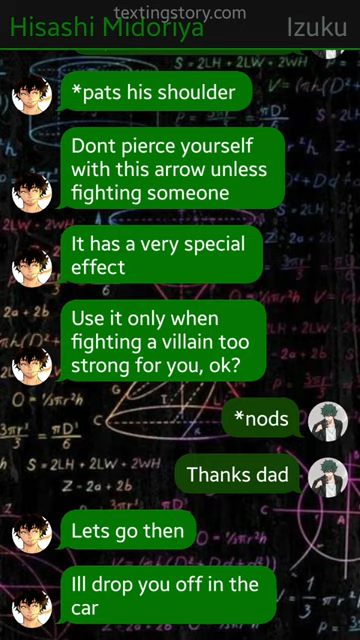 textingstory.com
Hisashi Midoriya
Izuku
*pats his shoulder
Dont pierce yourself
with this arrow unless
fighting someone
It has a very special
effect
Use it only when
fighting a villain too
strong for you, ok?
*nods
Thanks dad
Lets go then
Ill drop you off in the
car